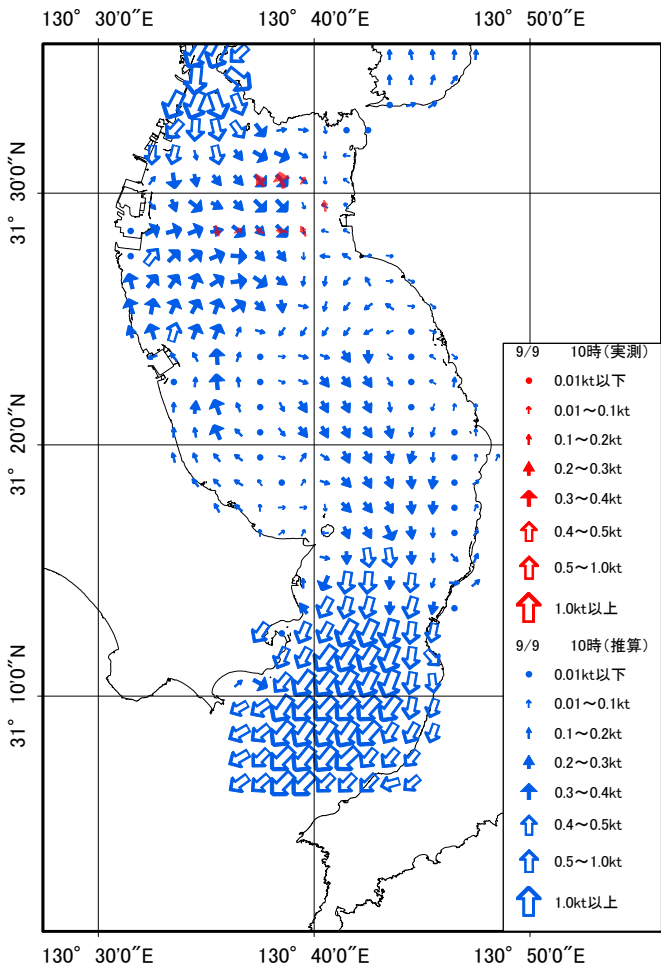 130° 30′0″E
130° 40′0″E
130° 50′0″E
31° 30′0″N
31° 20′0″N
31° 10′0″N
9/9 10時(実測)
0.01kt以下
0.01～0.1kt
0.1～0.2kt
0.2～0.3kt
0.3～0.4kt
0.4～0.5kt
0.5～1.0kt
1.0kt以上
9/9 10時(推算)
0.01kt以下
0.01～0.1kt
0.1～0.2kt
0.2～0.3kt
0.3～0.4kt
0.4～0.5kt
0.5～1.0kt
1.0kt以上
130° 30′0″E
130° 40′0″E
130° 50′0″E